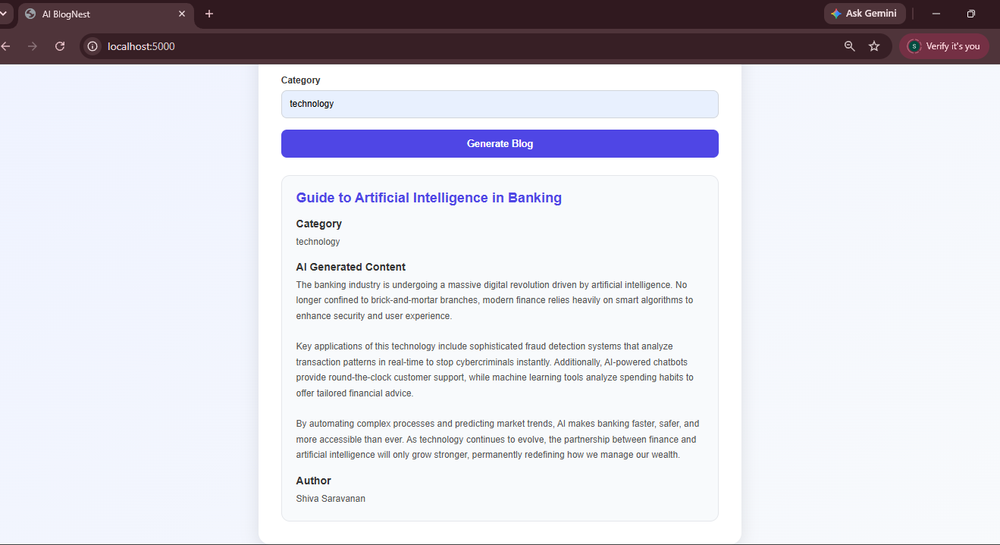 AI BlogNest
Ask Gemini
localhost:5000
S
Verify it's you
Category
technology
Generate Blog
Guide to Artificial Intelligence in Banking
Category
technology
AI Generated Content
The banking industry is undergoing a massive digital revolution driven by artificial intelligence. No
longer confined to brick-and-mortar branches, modern finance relies heavily on smart algorithms to
enhance security and user experience.
Key applications of this technology include sophisticated fraud detection systems that analyze
transaction patterns in real-time to stop cybercriminals instantly. Additionally, AI-powered chatbots
provide round-the-clock customer support, while machine learning tools analyze spending habits to
offer tailored financial advice.
By automating complex processes and predicting market trends, AI makes banking faster, safer, and
more accessible than ever. As technology continues to evolve, the partnership between finance and
artificial intelligence will only grow stronger, permanently redefining how we manage our wealth.
Author
Shiva Saravanan